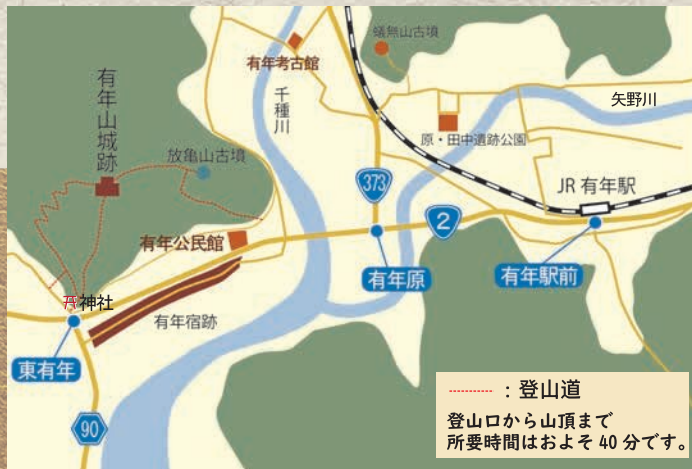 蟻無山古墳
有年考古館
有年山城跡
千種川
矢野川
放亀山古墳
原・田中遺跡公園
373
JR 有年駅
2
有年公民館
有年原
有年駅前
神社
有年宿跡
東有年
90
：登山道
登山口から山頂まで
所要時間はおよそ 40 分です。